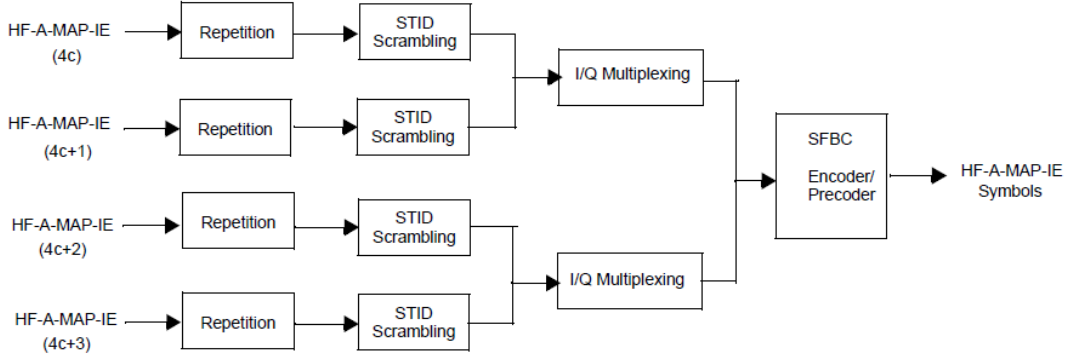 HF-A-MAP-IE
(4c)
Repetition
STID
Scrambling
I/Q Multiplexing
HF-A-MAP-IE
(4c+1)
Repetition
STID
Scrambling
SFBC
Encoder/
Precoder
HF-A-MAP-IE
Symbols
HF-A-MAP-IE
(4c+2)
Repetition
STID
Scrambling
I/Q Multiplexing
HF-A-MAP-IE
(4c+3)
Repetition
STID
Scrambling